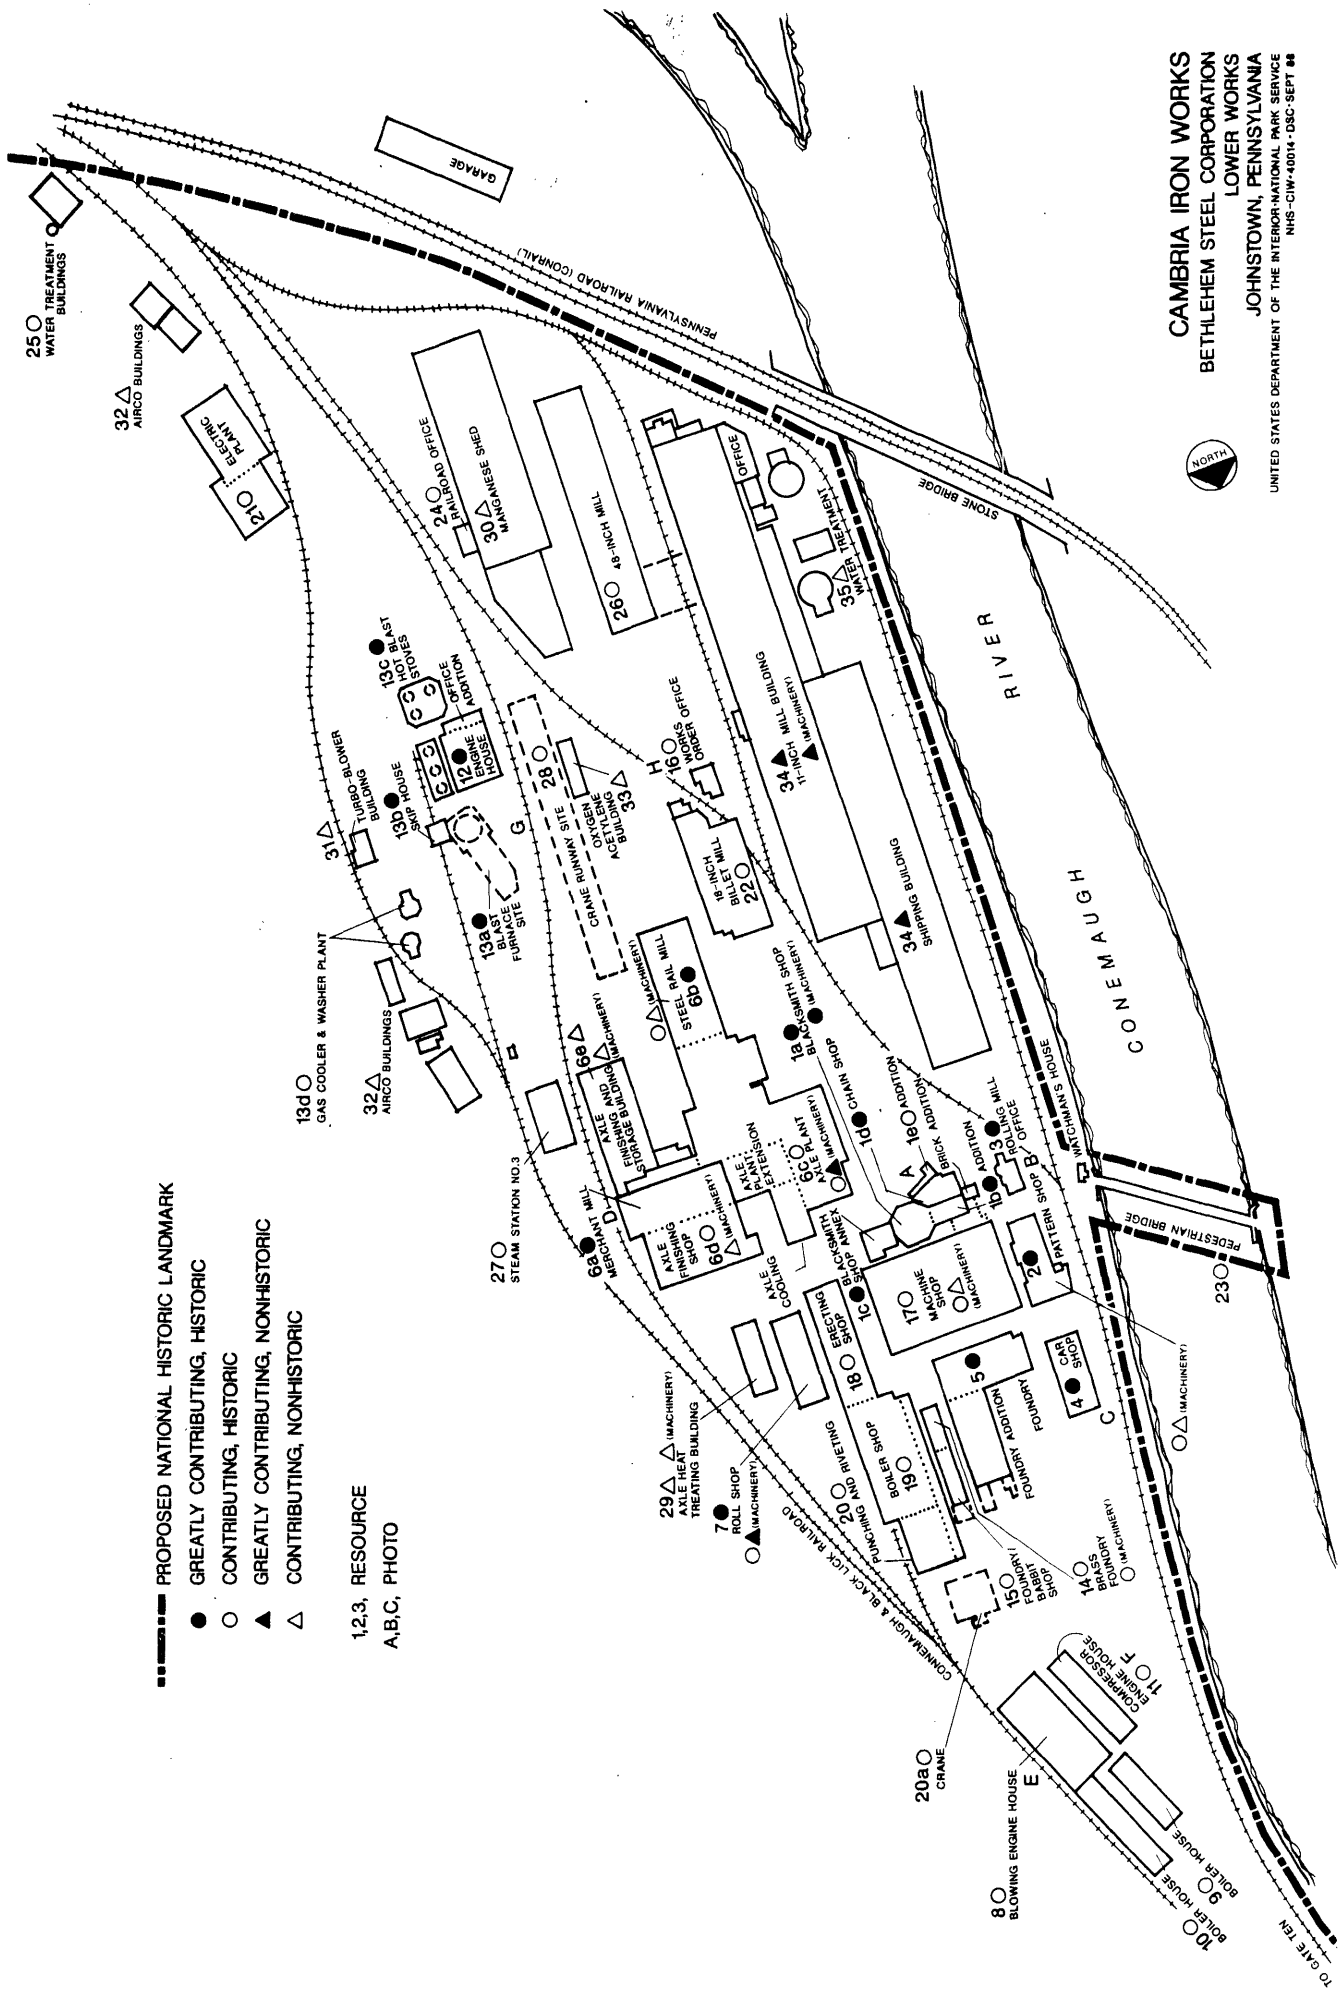 PROPOSED NATIONAL HISTORIC LANDMARK
GREATLY CONTRIBUTING, HISTORIC
CONTRIBUTING, HISTORIC
GREATLY CONTRIBUTING, NONHISTORIC
CONTRIBUTING, NONHISTORIC
1,2,3, RESOURCE
A,B,C, PHOTO
25
WATER TREATMENT
BUILDINGS
32
AIRCO BUILDINGS
ELECTRIC
PLANT
21
GARAGE
PENNSYLVANIA RAILROAD (CONRAIL)
24
RAILROAD OFFICE
30
MANGANESE SHED
26
48-INCH MILL
13c
BLAST
HOT
STOVES
OFFICE
ADDITION
12
ENGINE
HOUSE
31
TURBO-BLOWER
BUILDING
13b
SKIP HOUSE
13d
GAS COOLER & WASHER PLANT
32
AIRCO BUILDINGS
13a
BLAST
FURNACE
SITE
G
28
CRANE RUNWAY SITE
OXYGEN
ACETYLENE
BUILDING
33
H
16
WORKS
ORDER OFFICE
18-INCH
BILLET MILL
22
OFFICE
35
WATER TREATMENT
STONE BRIDGE
34
11-INCH MILL BUILDING
(MACHINERY)
34
SHIPPING BUILDING
27
STEAM STATION NO.3
6e
AXLE
FINISHING AND
STORAGE BUILDING
(MACHINERY)
(MACHINERY)
STEEL RAIL MILL
6b
6a
MERCHANT MILL
D
AXLE
FINISHING
SHOP
6d
(MACHINERY)
AXLE
PLANT
EXTENSION
6c
AXLE PLANT
(MACHINERY)
AXLE
COOLING
1a
BLACKSMITH SHOP
(MACHINERY)
1d
CHAIN SHOP
1e
ADDITION
A
BRICK ADDITION
1b
ADDITION
3
ROLLING MILL
OFFICE
B
WATCHMAN'S HOUSE
1c
BLACKSMITH
SHOP ANNEX
17
MACHINE
SHOP
(MACHINERY)
2
PATTERN SHOP
(MACHINERY)
23
PEDESTRIAN BRIDGE
29
(MACHINERY)
AXLE HEAT
TREATING BUILDING
7
ROLL SHOP
(MACHINERY)
18
ERECTING
SHOP
BOILER SHOP
19
20
PUNCHING AND RIVETING
5
FOUNDRY
FOUNDRY ADDITION
4
CAR
SHOP
C
15
FOUNDRY/
BABBIT
SHOP
14
BRASS
FOUNDRY
(MACHINERY)
CONNEMAUGH & BLACK LICK RAILROAD
20a
CRANE
COMPRESSOR
ENGINE HOUSE
11
F
8
BLOWING ENGINE HOUSE
E
9
BOILER HOUSE
10
BOILER HOUSE
TO GATE TEN
CONEMAUGH RIVER
NORTH
CAMBRIA IRON WORKS
BETHLEHEM STEEL CORPORATION
LOWER WORKS
JOHNSTOWN, PENNSYLVANIA
UNITED STATES DEPARTMENT OF THE INTERIOR·NATIONAL PARK SERVICE
NHS-CIW·40014·DSC·SEPT 88